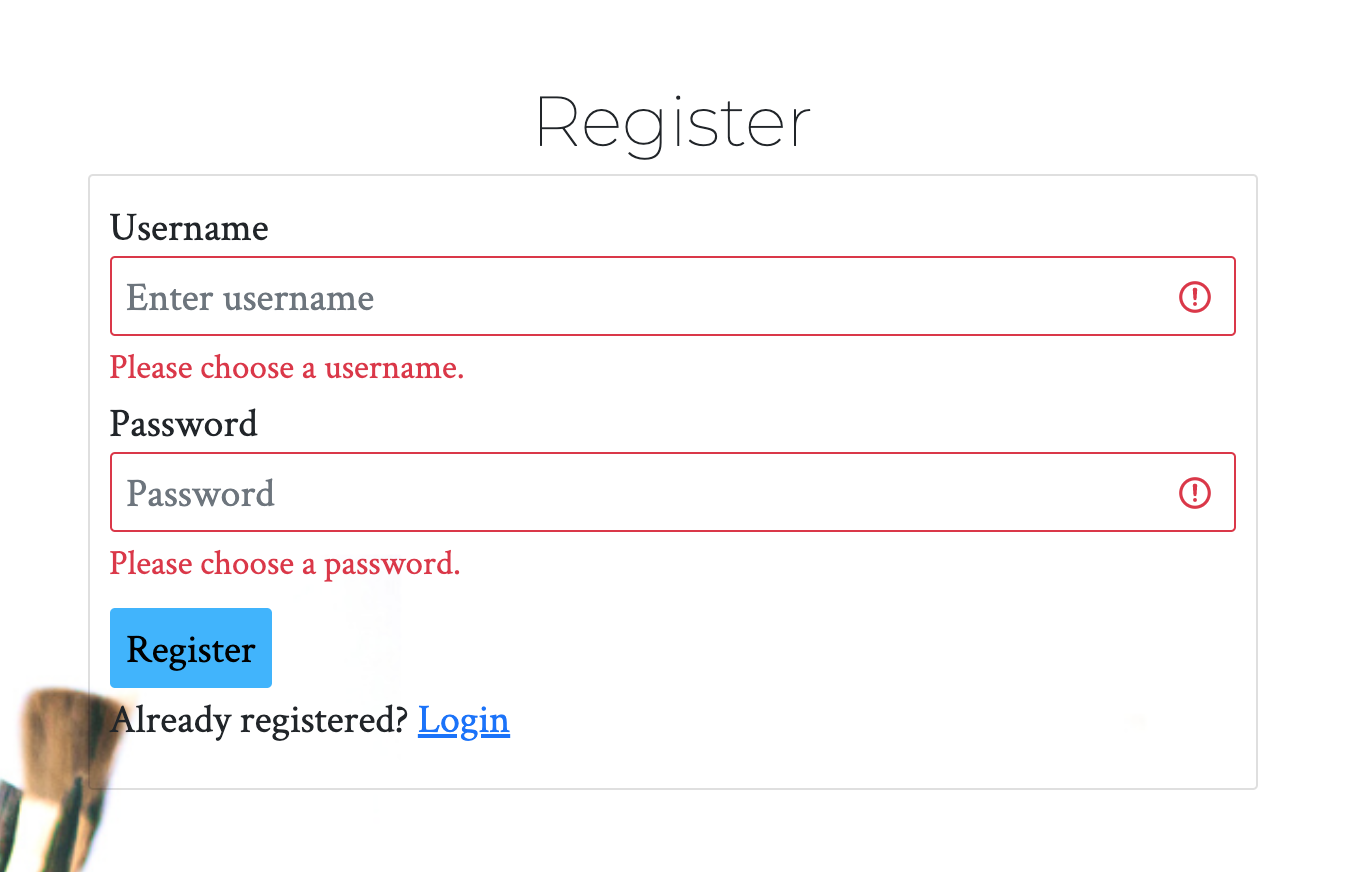 Register
Username
Enter username
Please choose a username.
Password
Password
Please choose a password.
Register
Already registered? Login